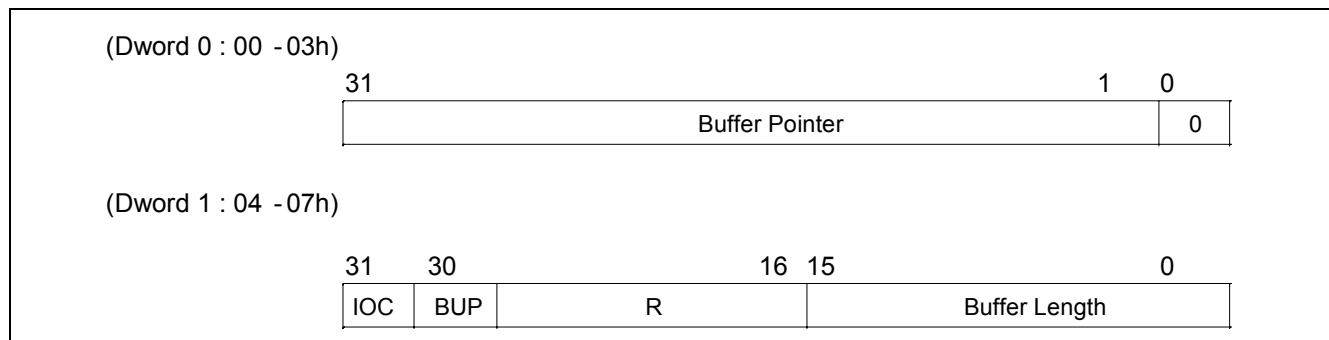 (Dword 0 : 00 - 03h)
31 1 0
Buffer Pointer 0
(Dword 1 : 04 - 07h)
31 30 16 15 0
IOC BUP R Buffer Length